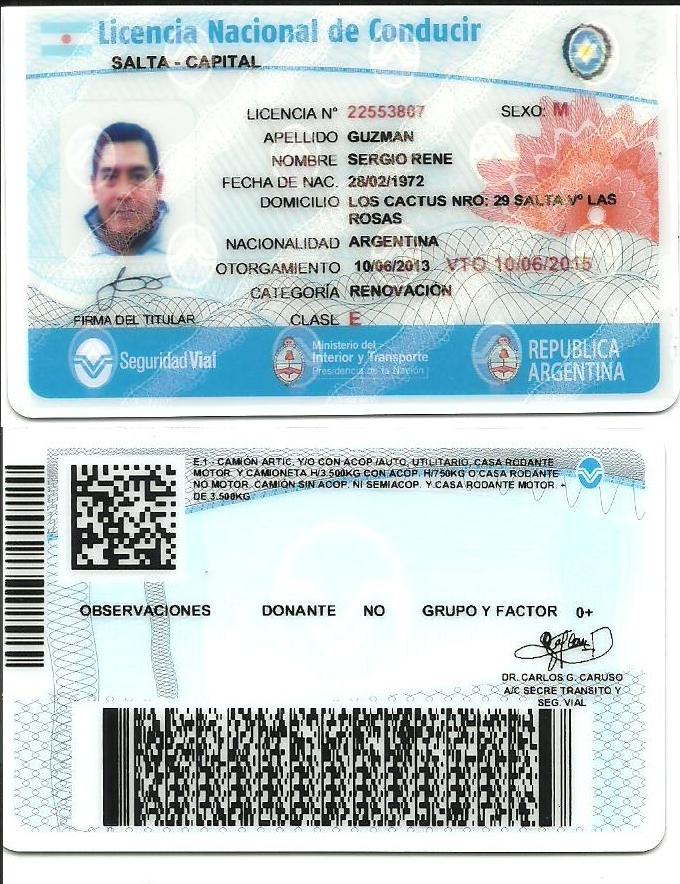 Licencia Nacional de Conducir
SALTA - CAPITAL
LICENCIA Nº 22553807 SEXO: M
APELLIDO GUZMAN
NOMBRE SERGIO RENE
FECHA DE NAC. 28/02/1972
DOMICILIO LOS CACTUS NRO: 29 SALTA Vº LAS
ROSAS
NACIONALIDAD ARGENTINA
OTORGAMIENTO 10/06/2013 VTO 10/06/2015
CATEGORÍA RENOVACIÓN
FIRMA DEL TITULAR CLASE E
Seguridad Vial
Ministerio del
Interior y Transporte
Presidencia de la Nación
REPUBLICA
ARGENTINA
E.1 - CAMIÓN ARTIC. Y/O CON ACOP./AUTO, UTILITARIO, CASA RODANTE
MOTOR. Y CAMIONETA H/3.500KG CON ACOP. H/750KG O CASA RODANTE
NO MOTOR. CAMIÓN SIN ACOP. NI SEMIACOP. Y CASA RODANTE MOTOR. +
DE 3.500KG
OBSERVACIONES DONANTE NO GRUPO Y FACTOR 0+
DR. CARLOS G. CARUSO
A/C SECRE TRANSITO Y
SEG. VIAL